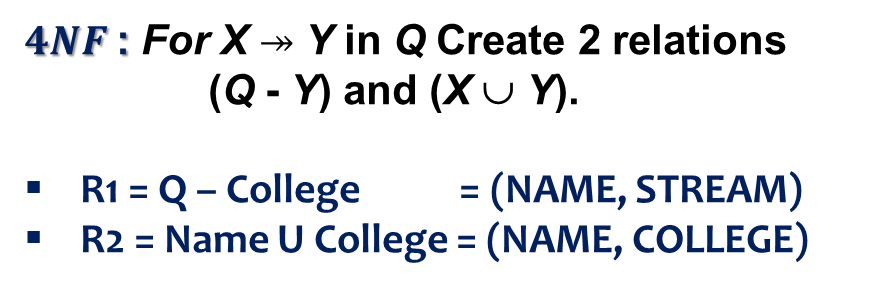 4NF : For X ↠ Y in Q Create 2 relations
(Q - Y) and (X ∪ Y).
▪ R1 = Q – College = (NAME, STREAM)
▪ R2 = Name U College = (NAME, COLLEGE)